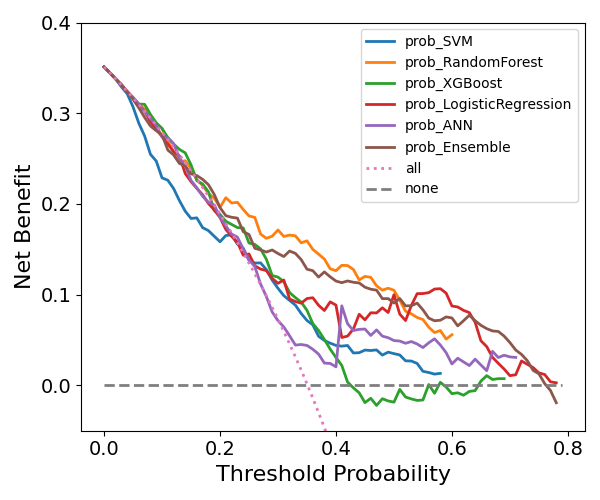 0.4
0.3
0.2
0.1
0.0
Net Benefit
prob_SVM
prob_RandomForest
prob_XGBoost
prob_LogisticRegression
prob_ANN
prob_Ensemble
all
none
0.0 0.2 0.4 0.6 0.8
Threshold Probability